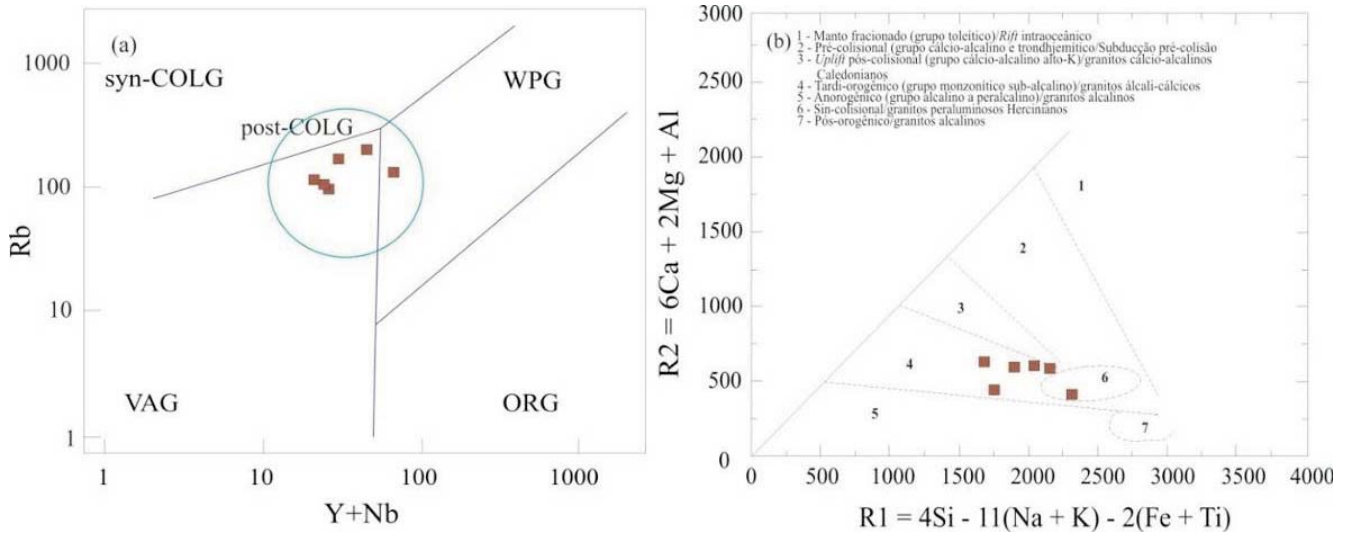 (a)
1000
syn-COLG
WPG
post-COLG
100
Rb
10
VAG
ORG
1
1
10
100
1000
Y+Nb
(b)
3000
1 - Manto fracionado (grupo toleítico)/Rift intraoceânico
2 - Pré-colisional (grupo cálcio-alcalino e trondhjemítico/Subducção pré-colisão
3 - Uplift pós-colisional (grupo cálcio-alcalino alto-K)/granitos cálcio-alcalinos
Caledonianos
4 - Tardi-orogênico (grupo monzonítico sub-alcalino)/granitos álcali-cálcicos
5 - Anorogênico (grupo alcalino a peralcalino)/granitos alcalinos
6 - Sin-colisional/granitos peraluminosos Hercinianos
7 - Pós-orogênico/granitos alcalinos
2500
2000
1500
1000
500
0
R2 = 6Ca + 2Mg + Al
1
2
3
4
5
6
7
0
500
1000
1500
2000
2500
3000
3500
4000
R1 = 4Si - 11(Na + K) - 2(Fe + Ti)